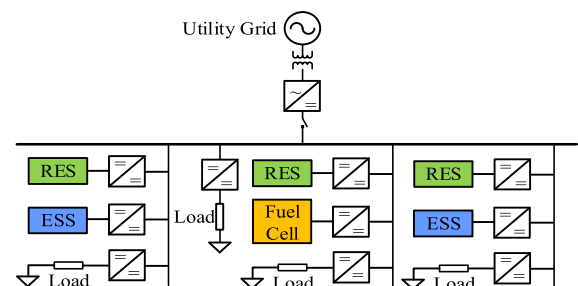 Utility Grid
~
RES
RES
RES
ESS
Load
Fuel
Cell
ESS
Load
Load
Load